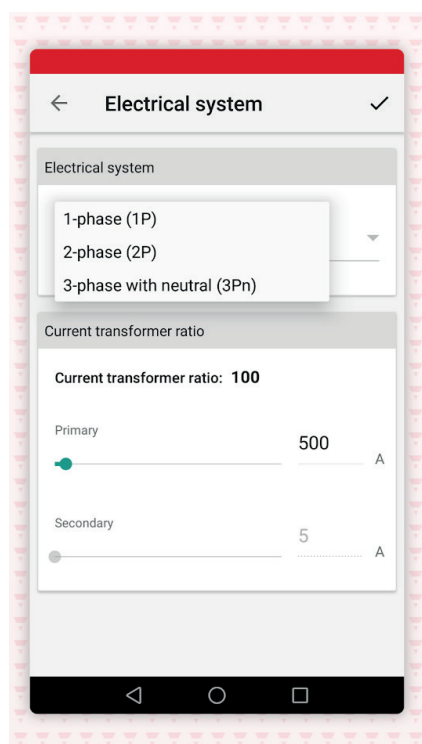 Electrical system
Electrical system
1-phase (1P)
2-phase (2P)
3-phase with neutral (3Pn)
Current transformer ratio
Current transformer ratio: 100
Primary
500
A
Secondary
5
A